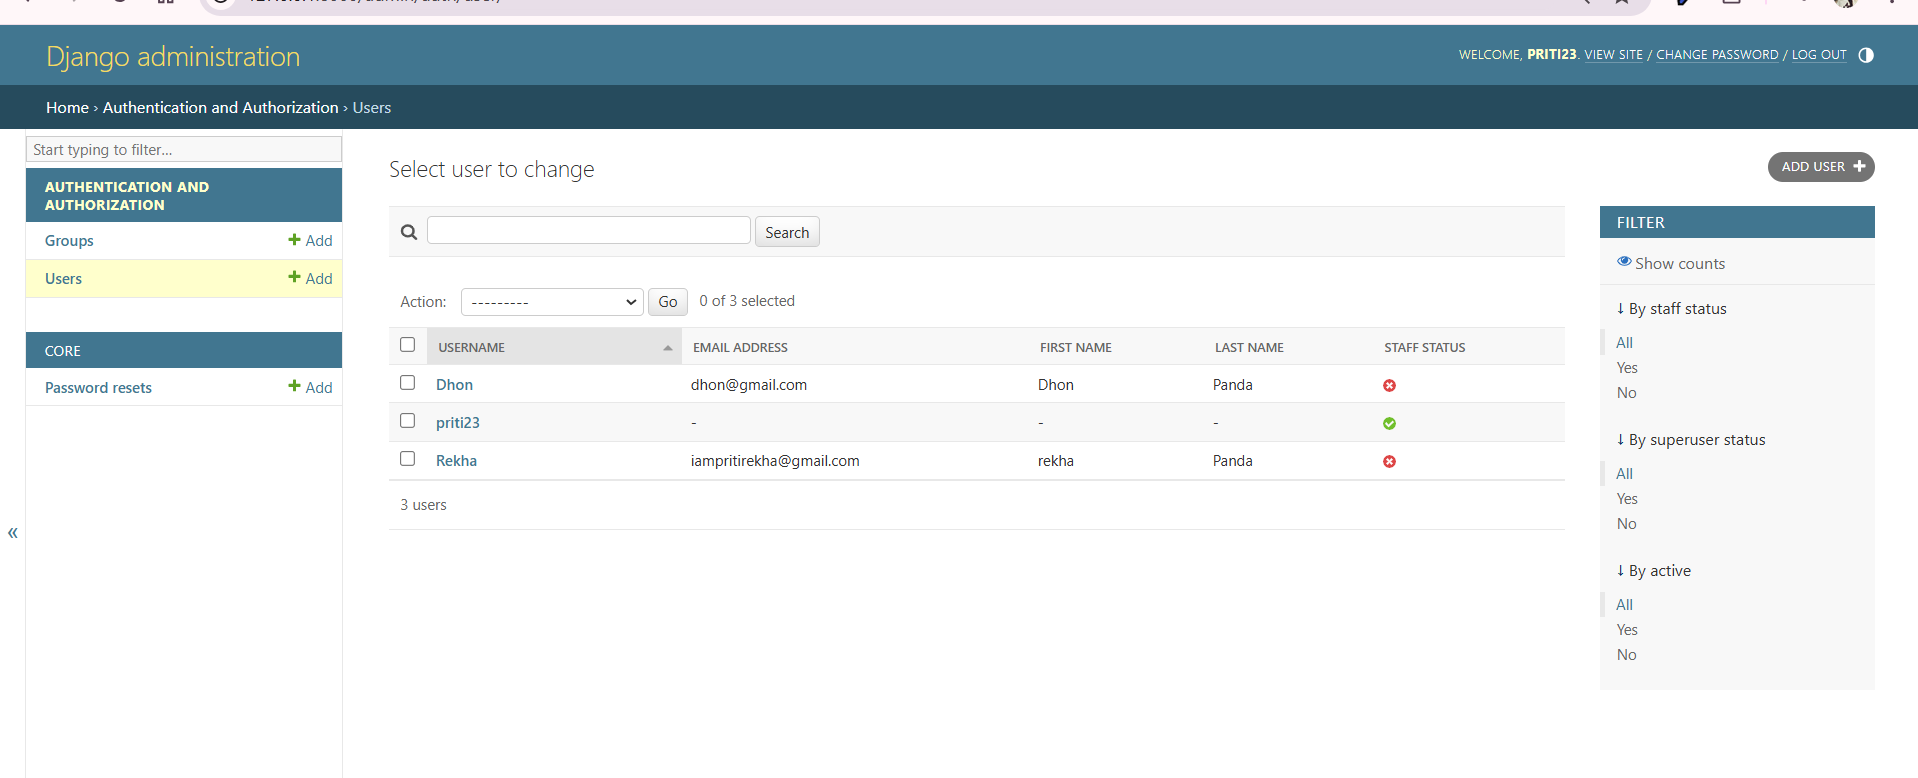 Django administration
WELCOME, PRITI23. VIEW SITE / CHANGE PASSWORD / LOG OUT
Home › Authentication and Authorization › Users
Start typing to filter...
AUTHENTICATION AND
AUTHORIZATION
Groups + Add
Users + Add
CORE
Password resets + Add
«
Select user to change
ADD USER +
Search
Action: --------- Go 0 of 3 selected
USERNAME EMAIL ADDRESS FIRST NAME LAST NAME STAFF STATUS
Dhon dhon@gmail.com Dhon Panda
priti23 - - -
Rekha iampritirekha@gmail.com rekha Panda
3 users
FILTER
Show counts
↓ By staff status
All
Yes
No
↓ By superuser status
All
Yes
No
↓ By active
All
Yes
No